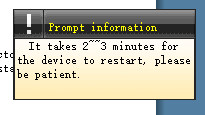 Prompt information
It takes 2~~3 minutes for
the device to restart, please
be patient.